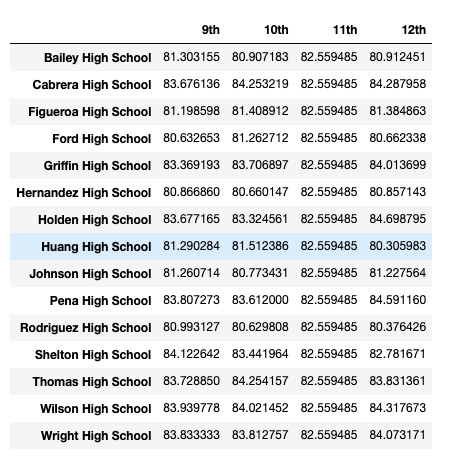 9th 10th 11th 12th
Bailey High School 81.303155 80.907183 82.559485 80.912451
Cabrera High School 83.676136 84.253219 82.559485 84.287958
Figueroa High School 81.198598 81.408912 82.559485 81.384863
Ford High School 80.632653 81.262712 82.559485 80.662338
Griffin High School 83.369193 83.706897 82.559485 84.013699
Hernandez High School 80.866860 80.660147 82.559485 80.857143
Holden High School 83.677165 83.324561 82.559485 84.698795
Huang High School 81.290284 81.512386 82.559485 80.305983
Johnson High School 81.260714 80.773431 82.559485 81.227564
Pena High School 83.807273 83.612000 82.559485 84.591160
Rodriguez High School 80.993127 80.629808 82.559485 80.376426
Shelton High School 84.122642 83.441964 82.559485 82.781671
Thomas High School 83.728850 84.254157 82.559485 83.831361
Wilson High School 83.939778 84.021452 82.559485 84.317673
Wright High School 83.833333 83.812757 82.559485 84.073171